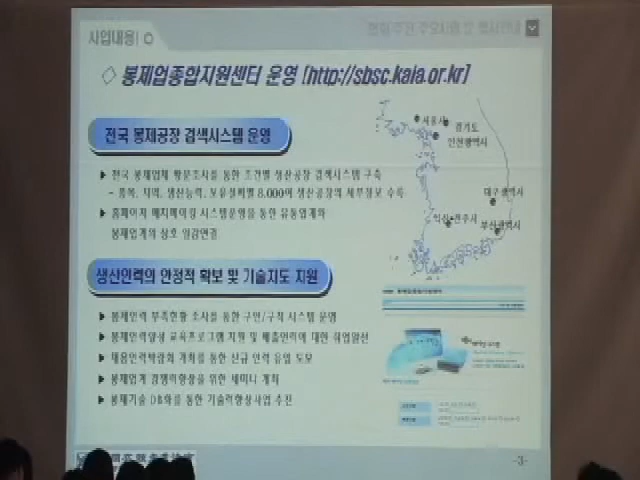 사업내용 I
◇ 봉제업종합지원센터 운영 [http://sbsc.kaia.or.kr]
전국 봉제공장 검색시스템 운영
▶ 전국 봉제업체 방문조사를 통한 조건별 생산공장 검색시스템 구축
- 품목, 지역, 생산능력, 보유설비별 8,000여 생산공장의 세부정보 수록
▶ 홈페이지 매치메이킹 시스템운영을 통한 유통업계와
봉제업계의 상호 일감연결
생산인력의 안정적 확보 및 기술지도 지원
▶ 봉제인력 부족현황 조사를 통한 구인/구직 시스템 운영
▶ 봉제인력양성 교육프로그램 지원 및 배출인력에 대한 취업알선
▶ 채용인력박람회 개최를 통한 신규 인력 유입 도모
▶ 봉제업계 경쟁력향상을 위한 세미나 개최
▶ 봉제기술 DB화를 통한 기술력향상사업 추진
서울시
경기도
인천광역시
대구광역시
익산·전주시
부산광역시
-3-